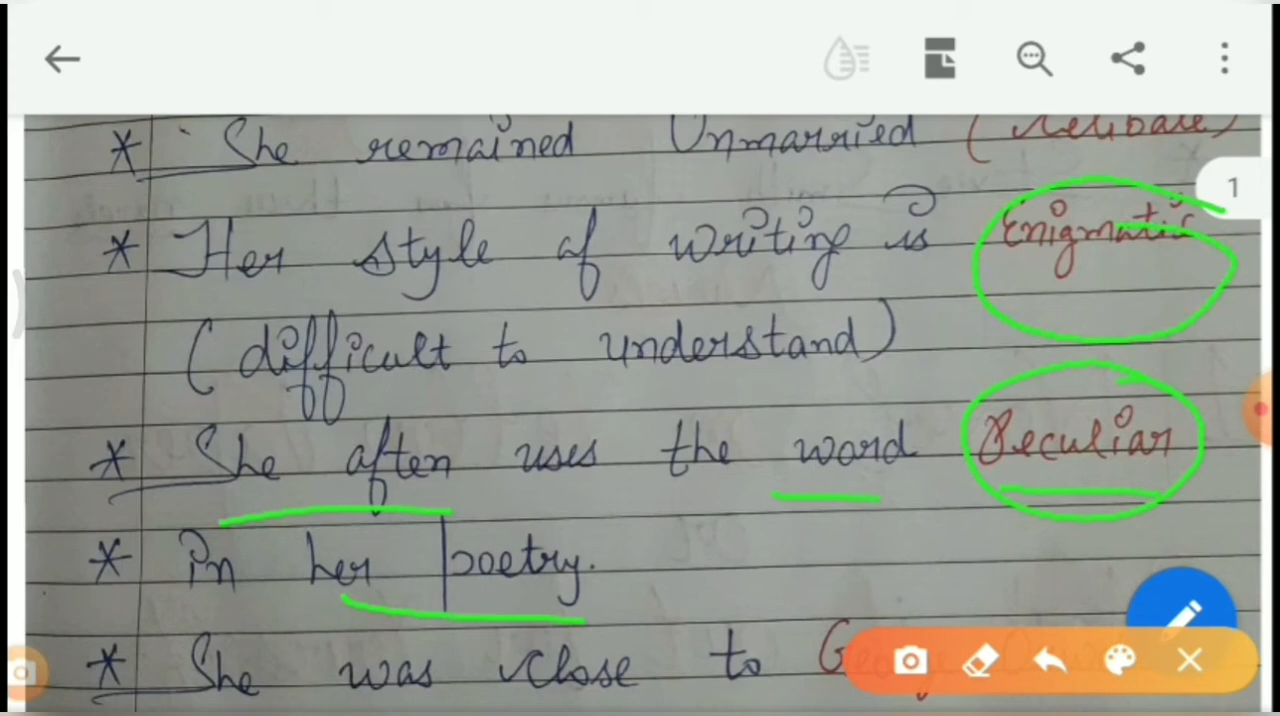 * She remained Unmarried (
1
* Her style of writing is Enigmatic
(difficult to understand)
* She often uses the word Peculiar
* in her poetry.
* She was close to